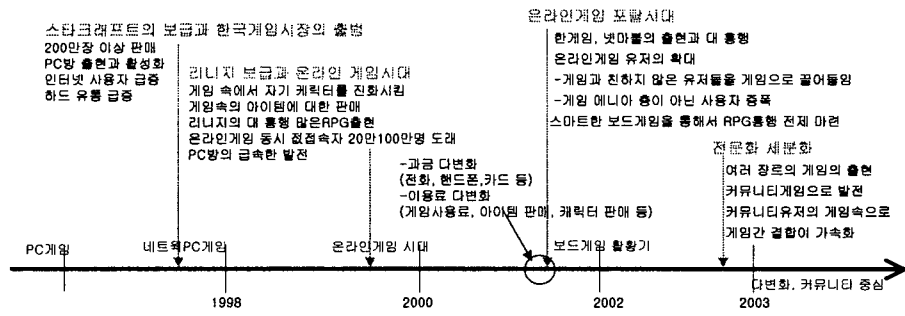 스타크래프트의 보급과 한국게임시장의 출범
200만장 이상 판매
PC방 출현과 활성화
인터넷 사용자 급증
하드 유통 급증
리니지 보급과 온라인 게임시대
게임 속에서 자기 케릭터를 진화시킴
게임속의 아이템에 대한 판매
리니지의 대 흥행 많은RPG출현
온라인게임 동시 접접속자 20만100만명 도래
PC방의 급속한 발전
-과금 다변화
(전화, 핸드폰,카드 등)
-이용료 다변화
(게임사용료, 아이템 판매, 캐릭터 판매 등)
온라인게임 포탈시대
한게임, 넷마블의 출현과 대 흥행
온라인게임 유저의 확대
-게임과 친하지 않은 유저들을 게임으로 끌어들임
-게임 메니아 층이 아닌 사용자 증폭
스마트한 보드게임을 통해서 RPG흥행 전제 마련
전문화 세분화
여러 장르의 게임의 출현
커뮤니티게임으로 발전
커뮤니티유저의 게임속으로
게임간 결합이 가속화
PC게임
네트웍PC게임
온라인게임 시대
보드게임 활황기
다변화, 커뮤니티 중심
1998
2000
2002
2003